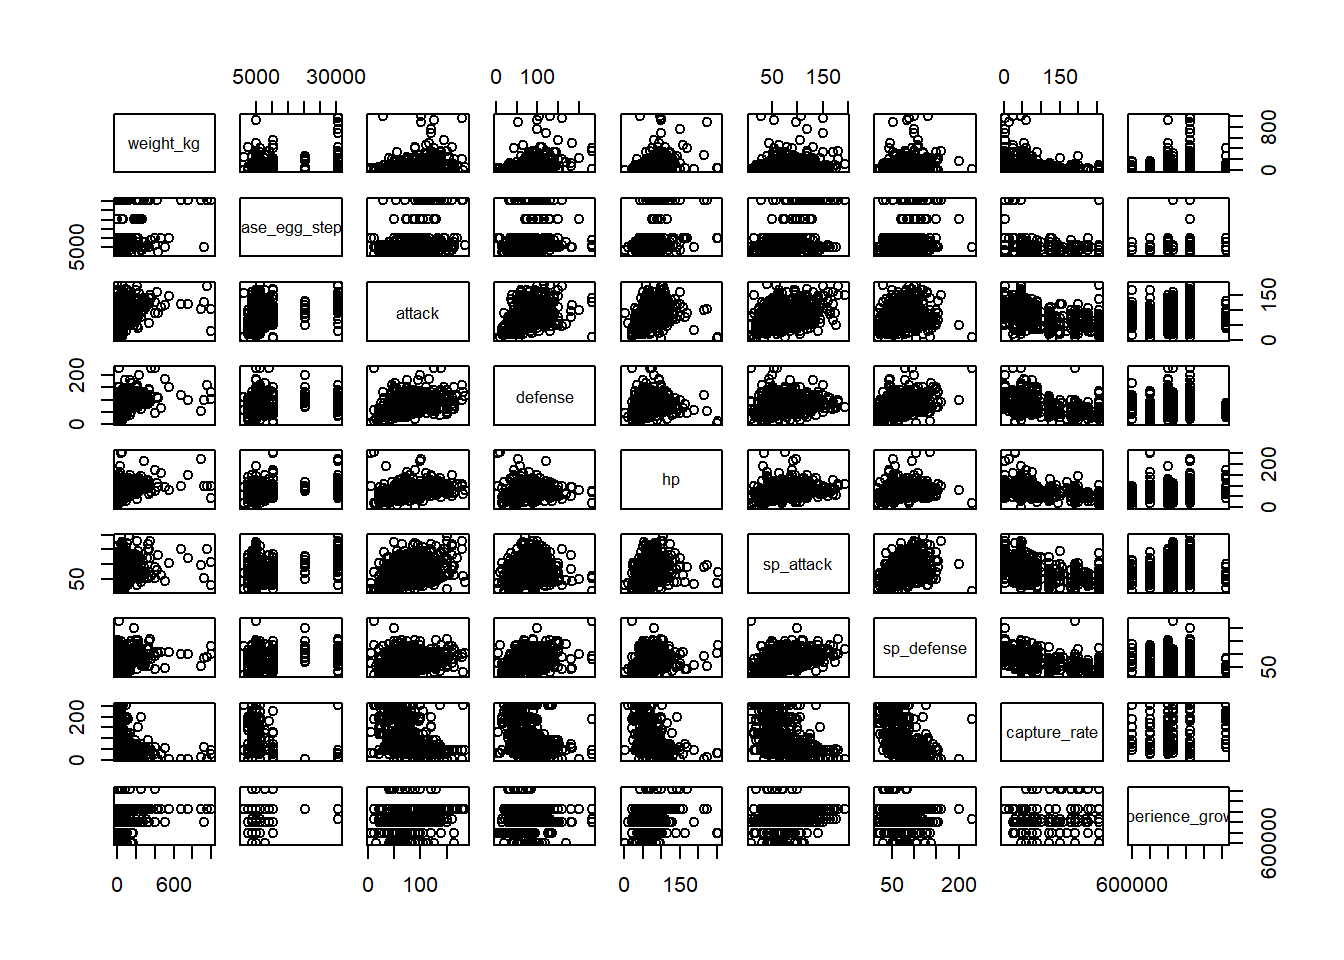 5000 30000 0 100 50 150 0 150
weight_kg 0 800
5000 ase_egg_step
attack 0 150
0 200 defense
hp 0 200
50 sp_attack
sp_defense 50
0 200 capture_rate
perience_grow 600000
0 600 0 100 0 150 50 200 600000